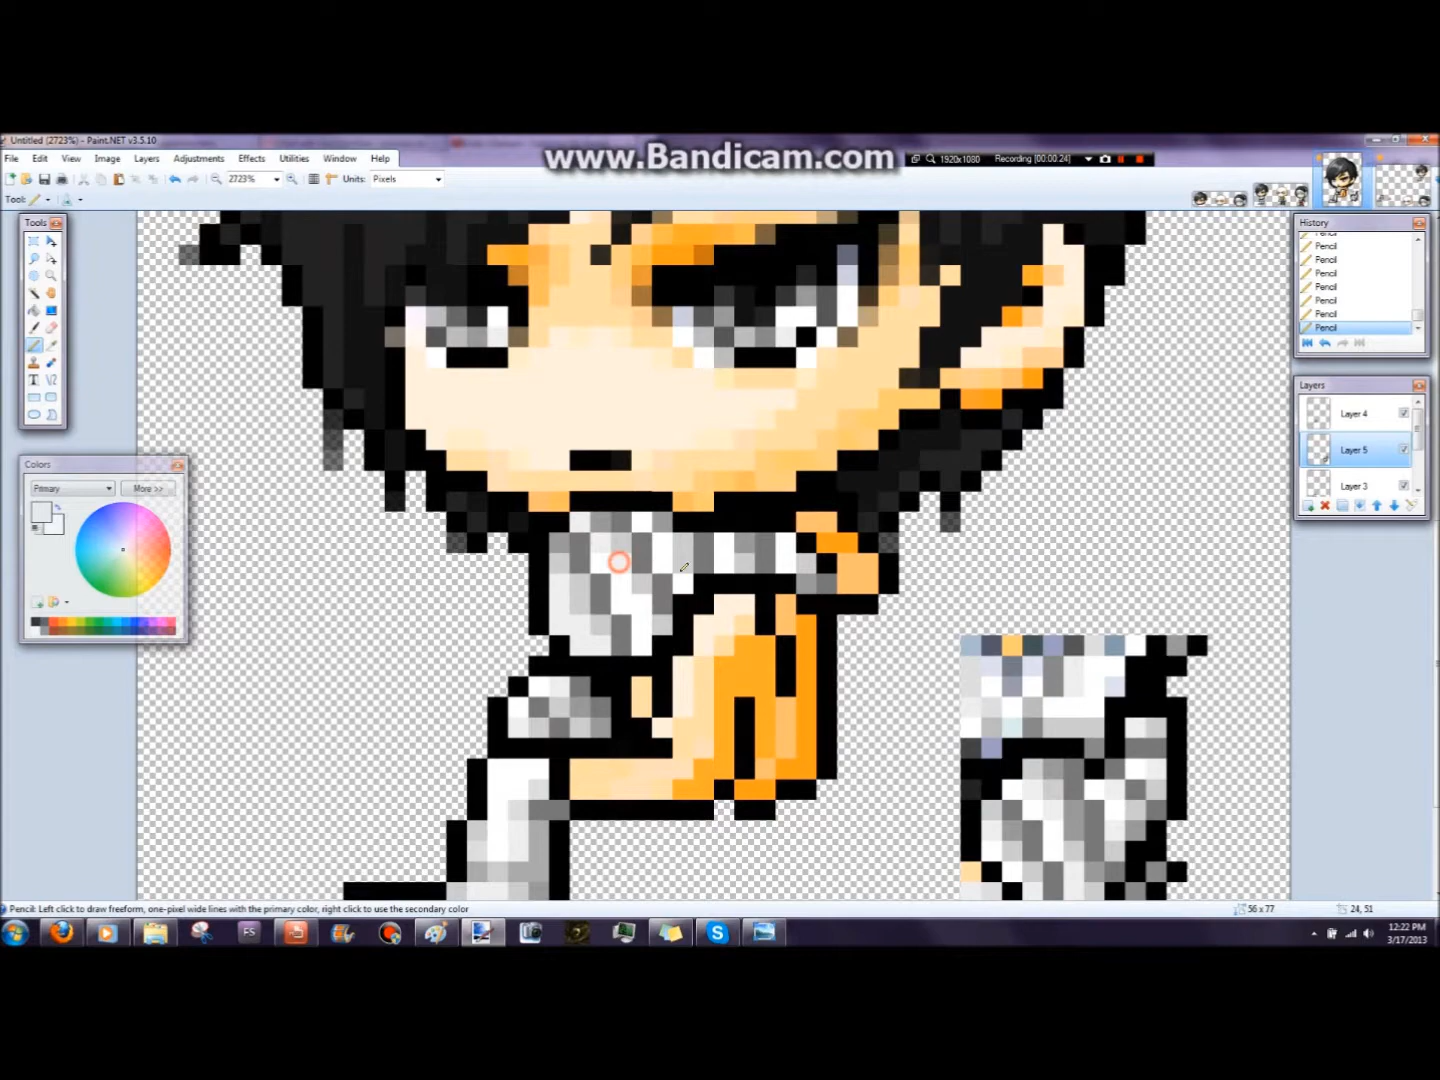 Untitled (2723%) - Paint.NET v3.5.10
www.Bandicam.com
1920x1080 Recording [00:00:24]
File Edit View Image Layers Adjustments Effects Utilities Window Help
2723% Units: Pixels
Tool:
Tools
History
Pencil
Pencil
Pencil
Pencil
Pencil
Pencil
Pencil
Layers
Layer 4
Layer 5
Layer 3
Colors
Primary More >>
Pencil: Left click to draw freeform, one-pixel wide lines with the primary color, right click to use the secondary color
56 x 77
24, 51
FS
12:22 PM
3/17/2013